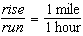 rise/run = 1 mile/1 hour